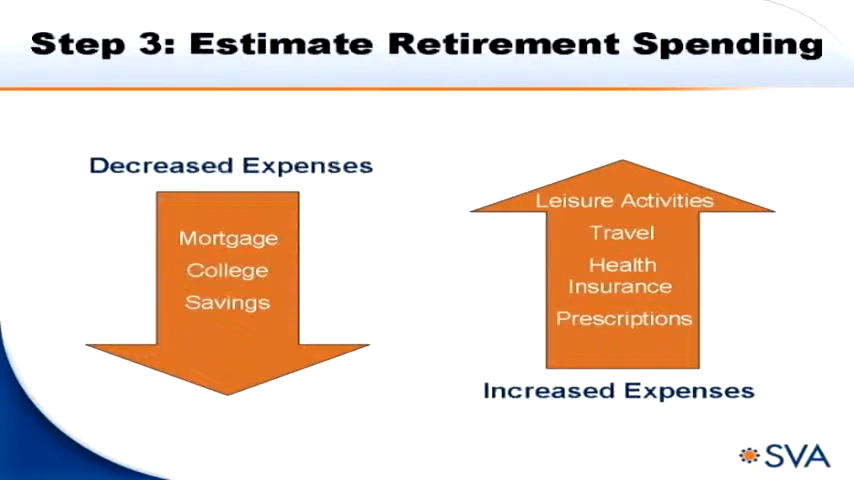 Step 3: Estimate Retirement Spending
Decreased Expenses
Mortgage
College
Savings
Leisure Activities
Travel
Health
Insurance
Prescriptions
Increased Expenses
SVA